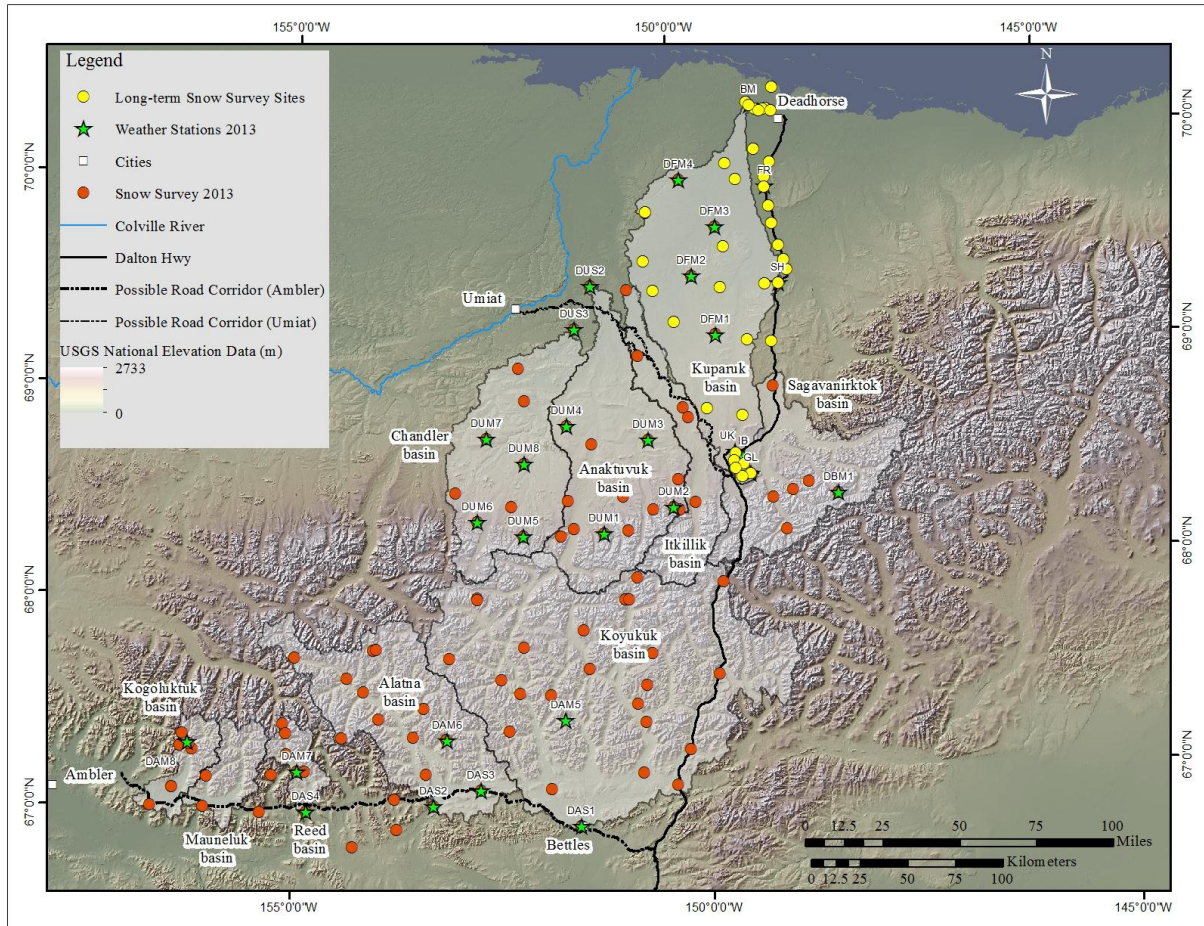 155°0'0"W
150°0'0"W
145°0'0"W
Legend
Long-term Snow Survey Sites
Weather Stations 2013
Cities
Snow Survey 2013
Colville River
Dalton Hwy
Possible Road Corridor (Ambler)
Possible Road Corridor (Umiat)
USGS National Elevation Data (m)
2733
0
N
BM
Deadhorse
70°0'0"N
70°0'0"N
DFM4
FR
DFM3
DUS2
DFM2
SH
Umiat
DUS3
DFM1
69°0'0"N
69°0'0"N
Kuparuk
basin
Sagavanirktok
basin
Chandler
basin
DUM7
DUM4
DUM3
DUM8
UK
IB
GL
Anaktuvuk
basin
DUM2
DBM1
DUM6
DUM5
DUM1
Itkillik
basin
68°0'0"N
68°0'0"N
Koyukuk
basin
Kogoluktuk
basin
Alatna
basin
DAM5
DAM6
DAM8
DAM7
67°0'0"N
67°0'0"N
Ambler
DAS3
DAS2
DAS4
DAS1
Mauneluk
basin
Reed
basin
Bettles
0 12.5 25 50 75 100
Miles
Kilometers
0 12.5 25 50 75 100
155°0'0"W
150°0'0"W
145°0'0"W